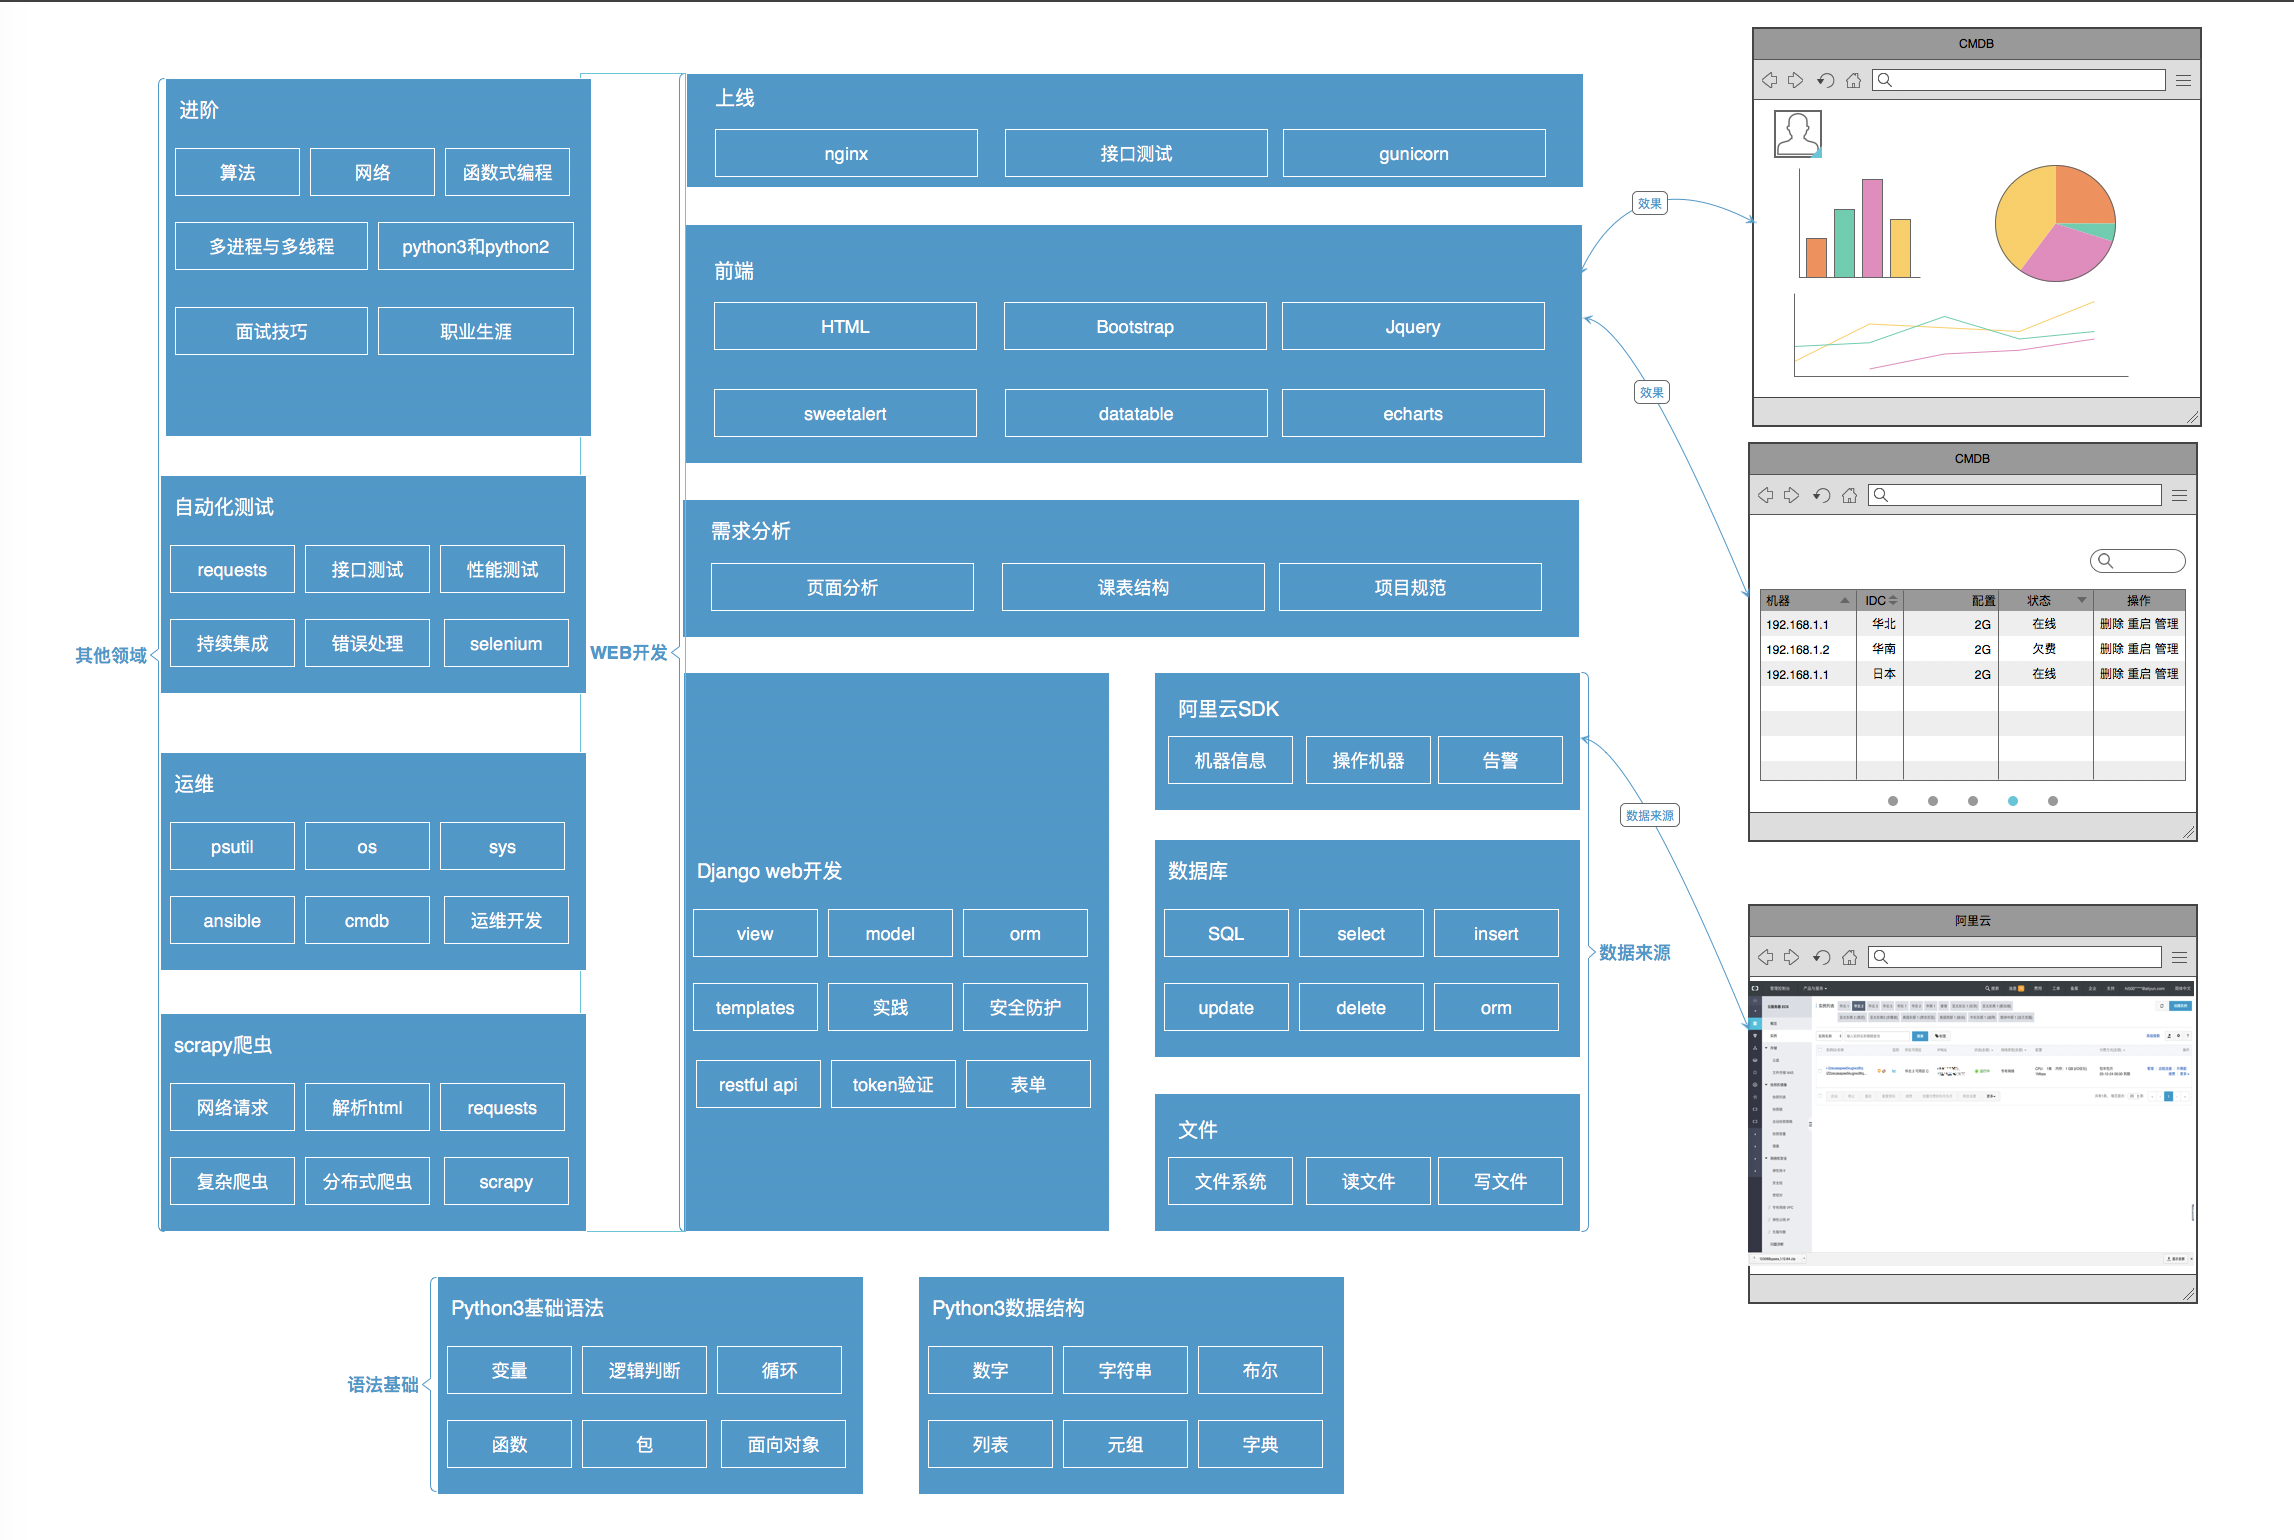 其他领域
进阶
算法
网络
函数式编程
多进程与多线程
python3和python2
面试技巧
职业生涯
自动化测试
requests
接口测试
性能测试
持续集成
错误处理
selenium
运维
psutil
os
sys
ansible
cmdb
运维开发
scrapy爬虫
网络请求
解析html
requests
复杂爬虫
分布式爬虫
scrapy
WEB开发
上线
nginx
接口测试
gunicorn
前端
HTML
Bootstrap
Jquery
sweetalert
datatable
echarts
需求分析
页面分析
课表结构
项目规范
Django web开发
view
model
orm
templates
实践
安全防护
restful api
token验证
表单
阿里云SDK
机器信息
操作机器
告警
数据库
SQL
select
insert
update
delete
orm
文件
文件系统
读文件
写文件
数据来源
语法基础
Python3基础语法
变量
逻辑判断
循环
函数
包
面向对象
Python3数据结构
数字
字符串
布尔
列表
元组
字典
效果
效果
数据来源
CMDB
CMDB
机器 IDC 配置 状态 操作
192.168.1.1 华北 2G 在线 删除 重启 管理
192.168.1.2 华南 2G 欠费 删除 重启 管理
192.168.1.1 日本 2G 在线 删除 重启 管理
阿里云